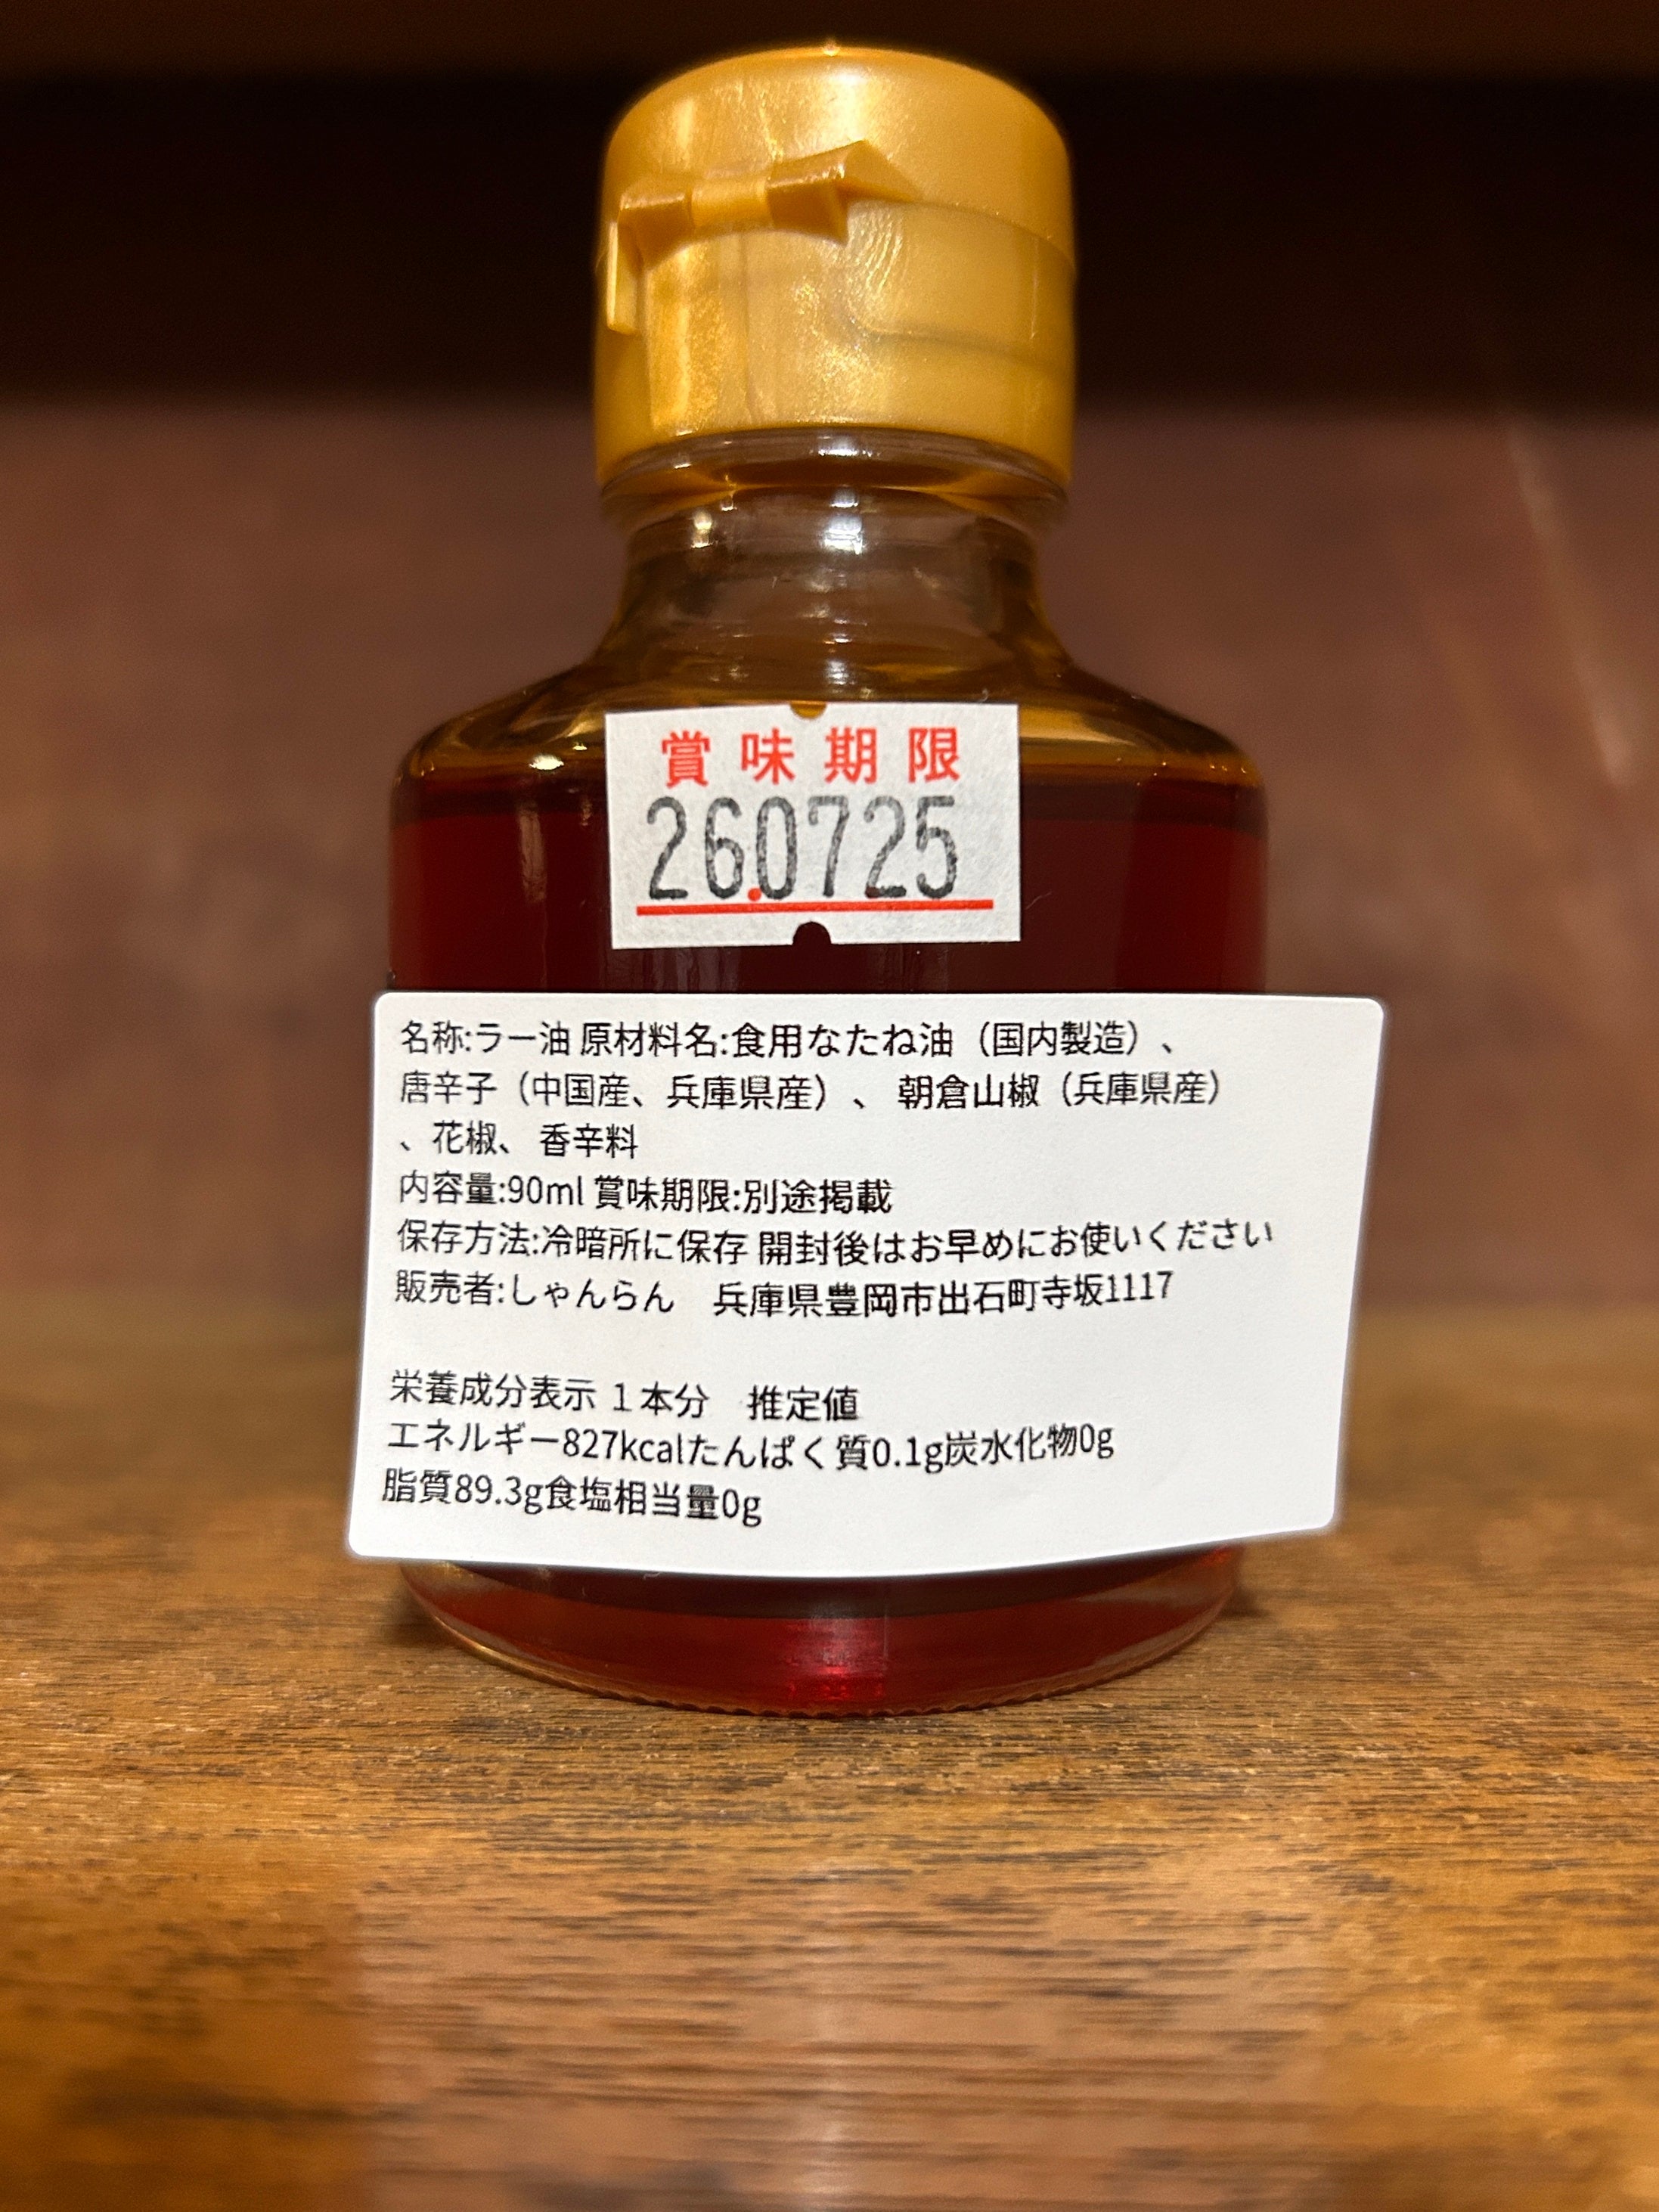 賞味期限
260725
名称:ラー油 原材料名:食用なたね油（国内製造）、
唐辛子（中国産、兵庫県産）、 朝倉山椒（兵庫県産）
、花椒、 香辛料
内容量:90ml 賞味期限:別途掲載
保存方法:冷暗所に保存 開封後はお早めにお使いください
販売者:しゃんらん　兵庫県豊岡市出石町寺坂1117
栄養成分表示 １本分　推定値
エネルギー827kcalたんぱく質0.1g炭水化物0g
脂質89.3g食塩相当量0g